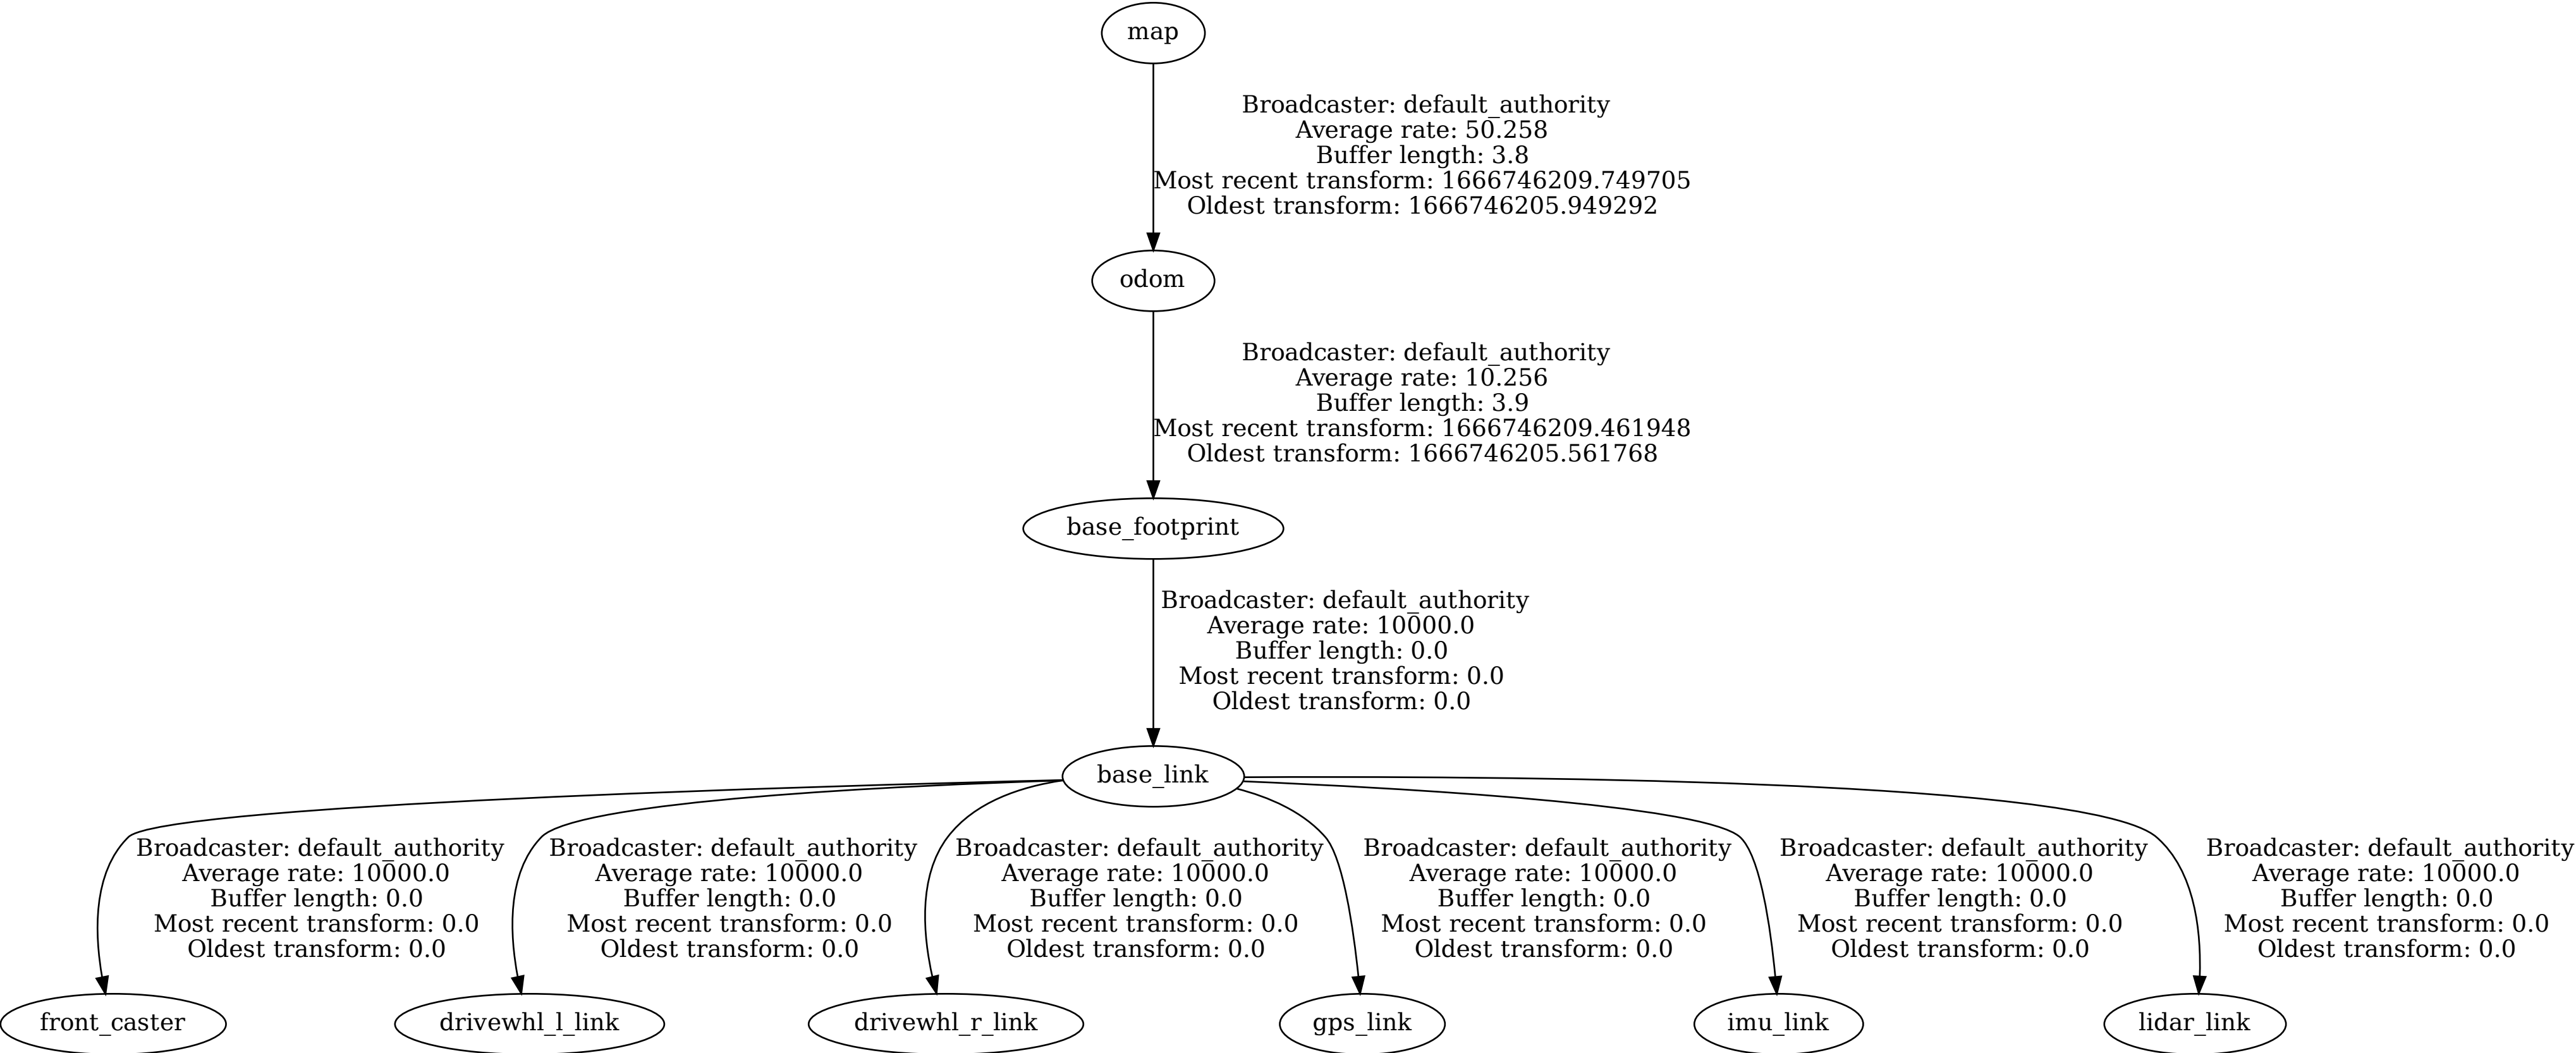 map
Broadcaster: default_authority
Average rate: 50.258
Buffer length: 3.8
Most recent transform: 1666746209.749705
Oldest transform: 1666746205.949292
odom
Broadcaster: default_authority
Average rate: 10.256
Buffer length: 3.9
Most recent transform: 1666746209.461948
Oldest transform: 1666746205.561768
base_footprint
Broadcaster: default_authority
Average rate: 10000.0
Buffer length: 0.0
Most recent transform: 0.0
Oldest transform: 0.0
base_link
Broadcaster: default_authority
Average rate: 10000.0
Buffer length: 0.0
Most recent transform: 0.0
Oldest transform: 0.0
Broadcaster: default_authority
Average rate: 10000.0
Buffer length: 0.0
Most recent transform: 0.0
Oldest transform: 0.0
Broadcaster: default_authority
Average rate: 10000.0
Buffer length: 0.0
Most recent transform: 0.0
Oldest transform: 0.0
Broadcaster: default_authority
Average rate: 10000.0
Buffer length: 0.0
Most recent transform: 0.0
Oldest transform: 0.0
Broadcaster: default_authority
Average rate: 10000.0
Buffer length: 0.0
Most recent transform: 0.0
Oldest transform: 0.0
Broadcaster: default_authority
Average rate: 10000.0
Buffer length: 0.0
Most recent transform: 0.0
Oldest transform: 0.0
front_caster
drivewhl_l_link
drivewhl_r_link
gps_link
imu_link
lidar_link